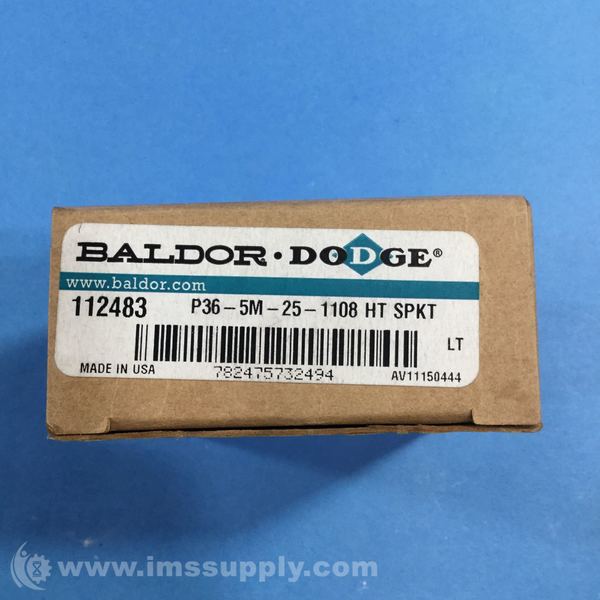 BALDOR · DODGE®
www.baldor.com
112483 P36-5M-25-1108 HT SPKT
LT
MADE IN USA 782475732494 AV11150444
www.imssupply.com